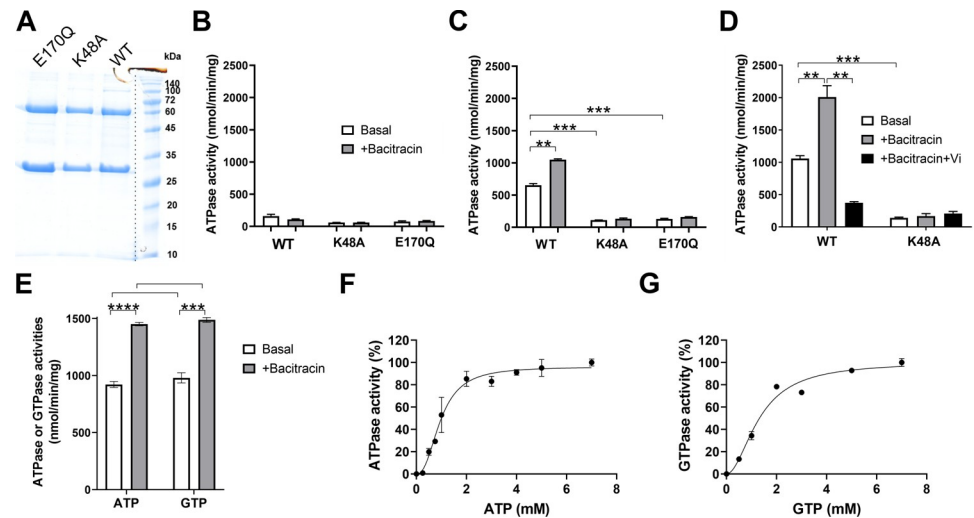 A
E170Q
K48A
WT
kDa
140
100
72
60
45
35
25
20
15
10
B
ATPase activity (nmol/min/mg)
2500
2000
1500
1000
500
0
Basal
+Bacitracin
WT
K48A
E170Q
C
ATPase activity (nmol/min/mg)
2500
2000
1500
1000
500
0
***
***
**
WT
K48A
E170Q
D
ATPase activity (nmol/min/mg)
2500
2000
1500
1000
500
0
***
** **
Basal
+Bacitracin
+Bacitracin+Vi
WT
K48A
E
ATPase or GTPase activities
(nmol/min/mg)
1500
1000
500
0
**** ***
Basal
+Bacitracin
ATP
GTP
F
ATPase activity (%)
120
100
80
60
40
20
0
0 2 4 6 8
ATP (mM)
G
GTPase activity (%)
120
100
80
60
40
20
0
0 2 4 6 8
GTP (mM)